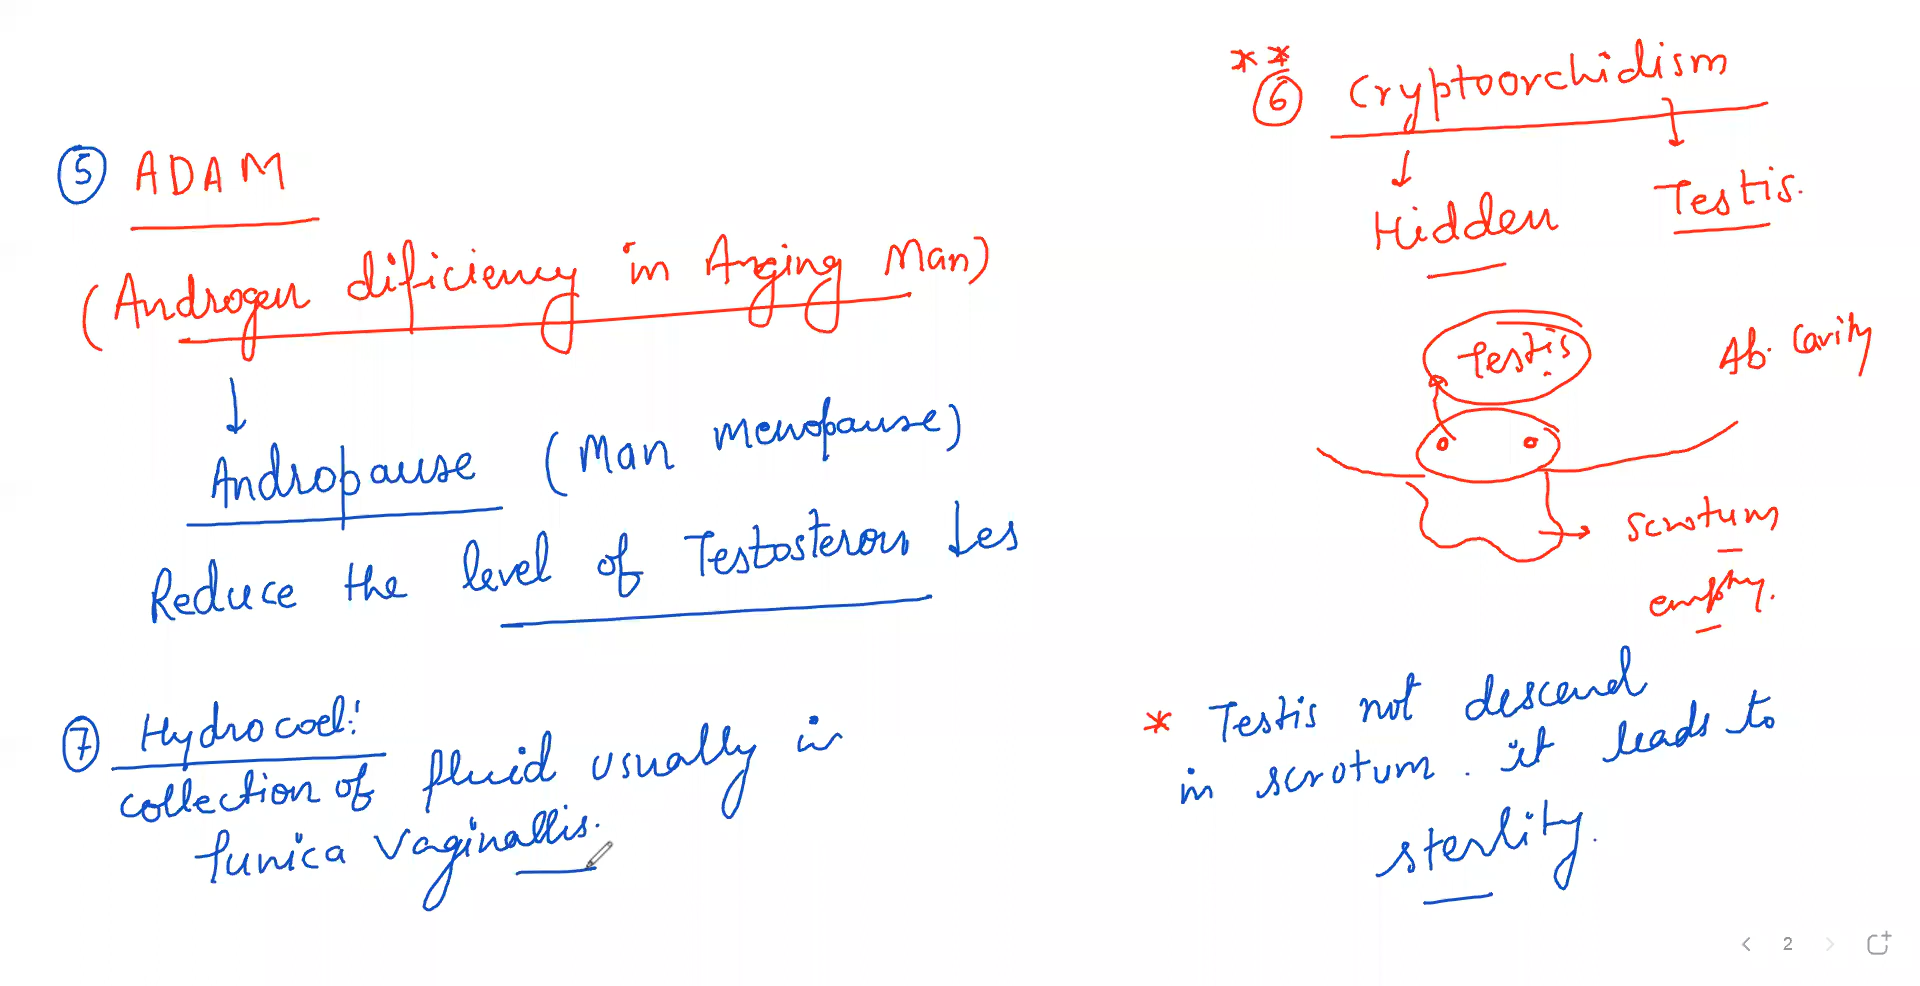 ⑤ ADAM
(Androgen dificiency in Anging Man)
↓
Andropause (Man menopause)
Reduce the level of Testosteron ↓es
⑦ Hydrocoel:
collection of fluid usually in
Tunica Vaginallis.
**
⑥ Cryptoorchidism
↓ ↓
Hidden Testis.
Testis
Ab. Cavity
→ Scrotum
empty.
* Testis not descend
in scrotum. it leads to
sterlity.
< 2 >